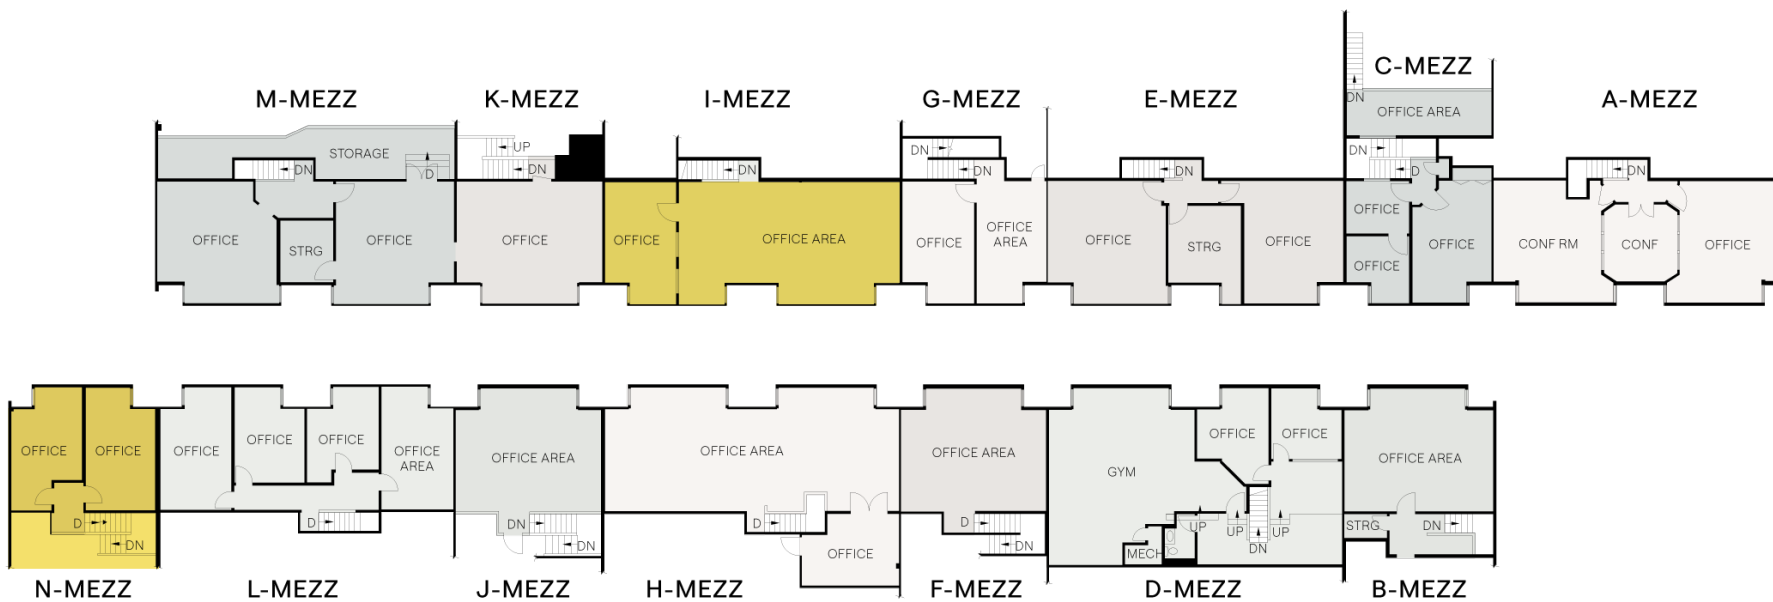 C-MEZZ
M-MEZZ
K-MEZZ
I-MEZZ
G-MEZZ
E-MEZZ
A-MEZZ
DN
OFFICE AREA
STORAGE
UP
DN
DN
D
DN
DN
DN
DN
DN
D
DN
OFFICE
OFFICE
STRG
OFFICE
OFFICE
OFFICE AREA
OFFICE
OFFICE
AREA
OFFICE
STRG
OFFICE
OFFICE
OFFICE
OFFICE
CONF RM
CONF
OFFICE
OFFICE
OFFICE
OFFICE
OFFICE
OFFICE
OFFICE
AREA
OFFICE AREA
OFFICE AREA
OFFICE AREA
GYM
OFFICE
OFFICE
OFFICE AREA
D
DN
D
DN
DN
D
D
DN
OFFICE
MECH
UP
UP
DN
UP
STRG
DN
N-MEZZ
L-MEZZ
J-MEZZ
H-MEZZ
F-MEZZ
D-MEZZ
B-MEZZ